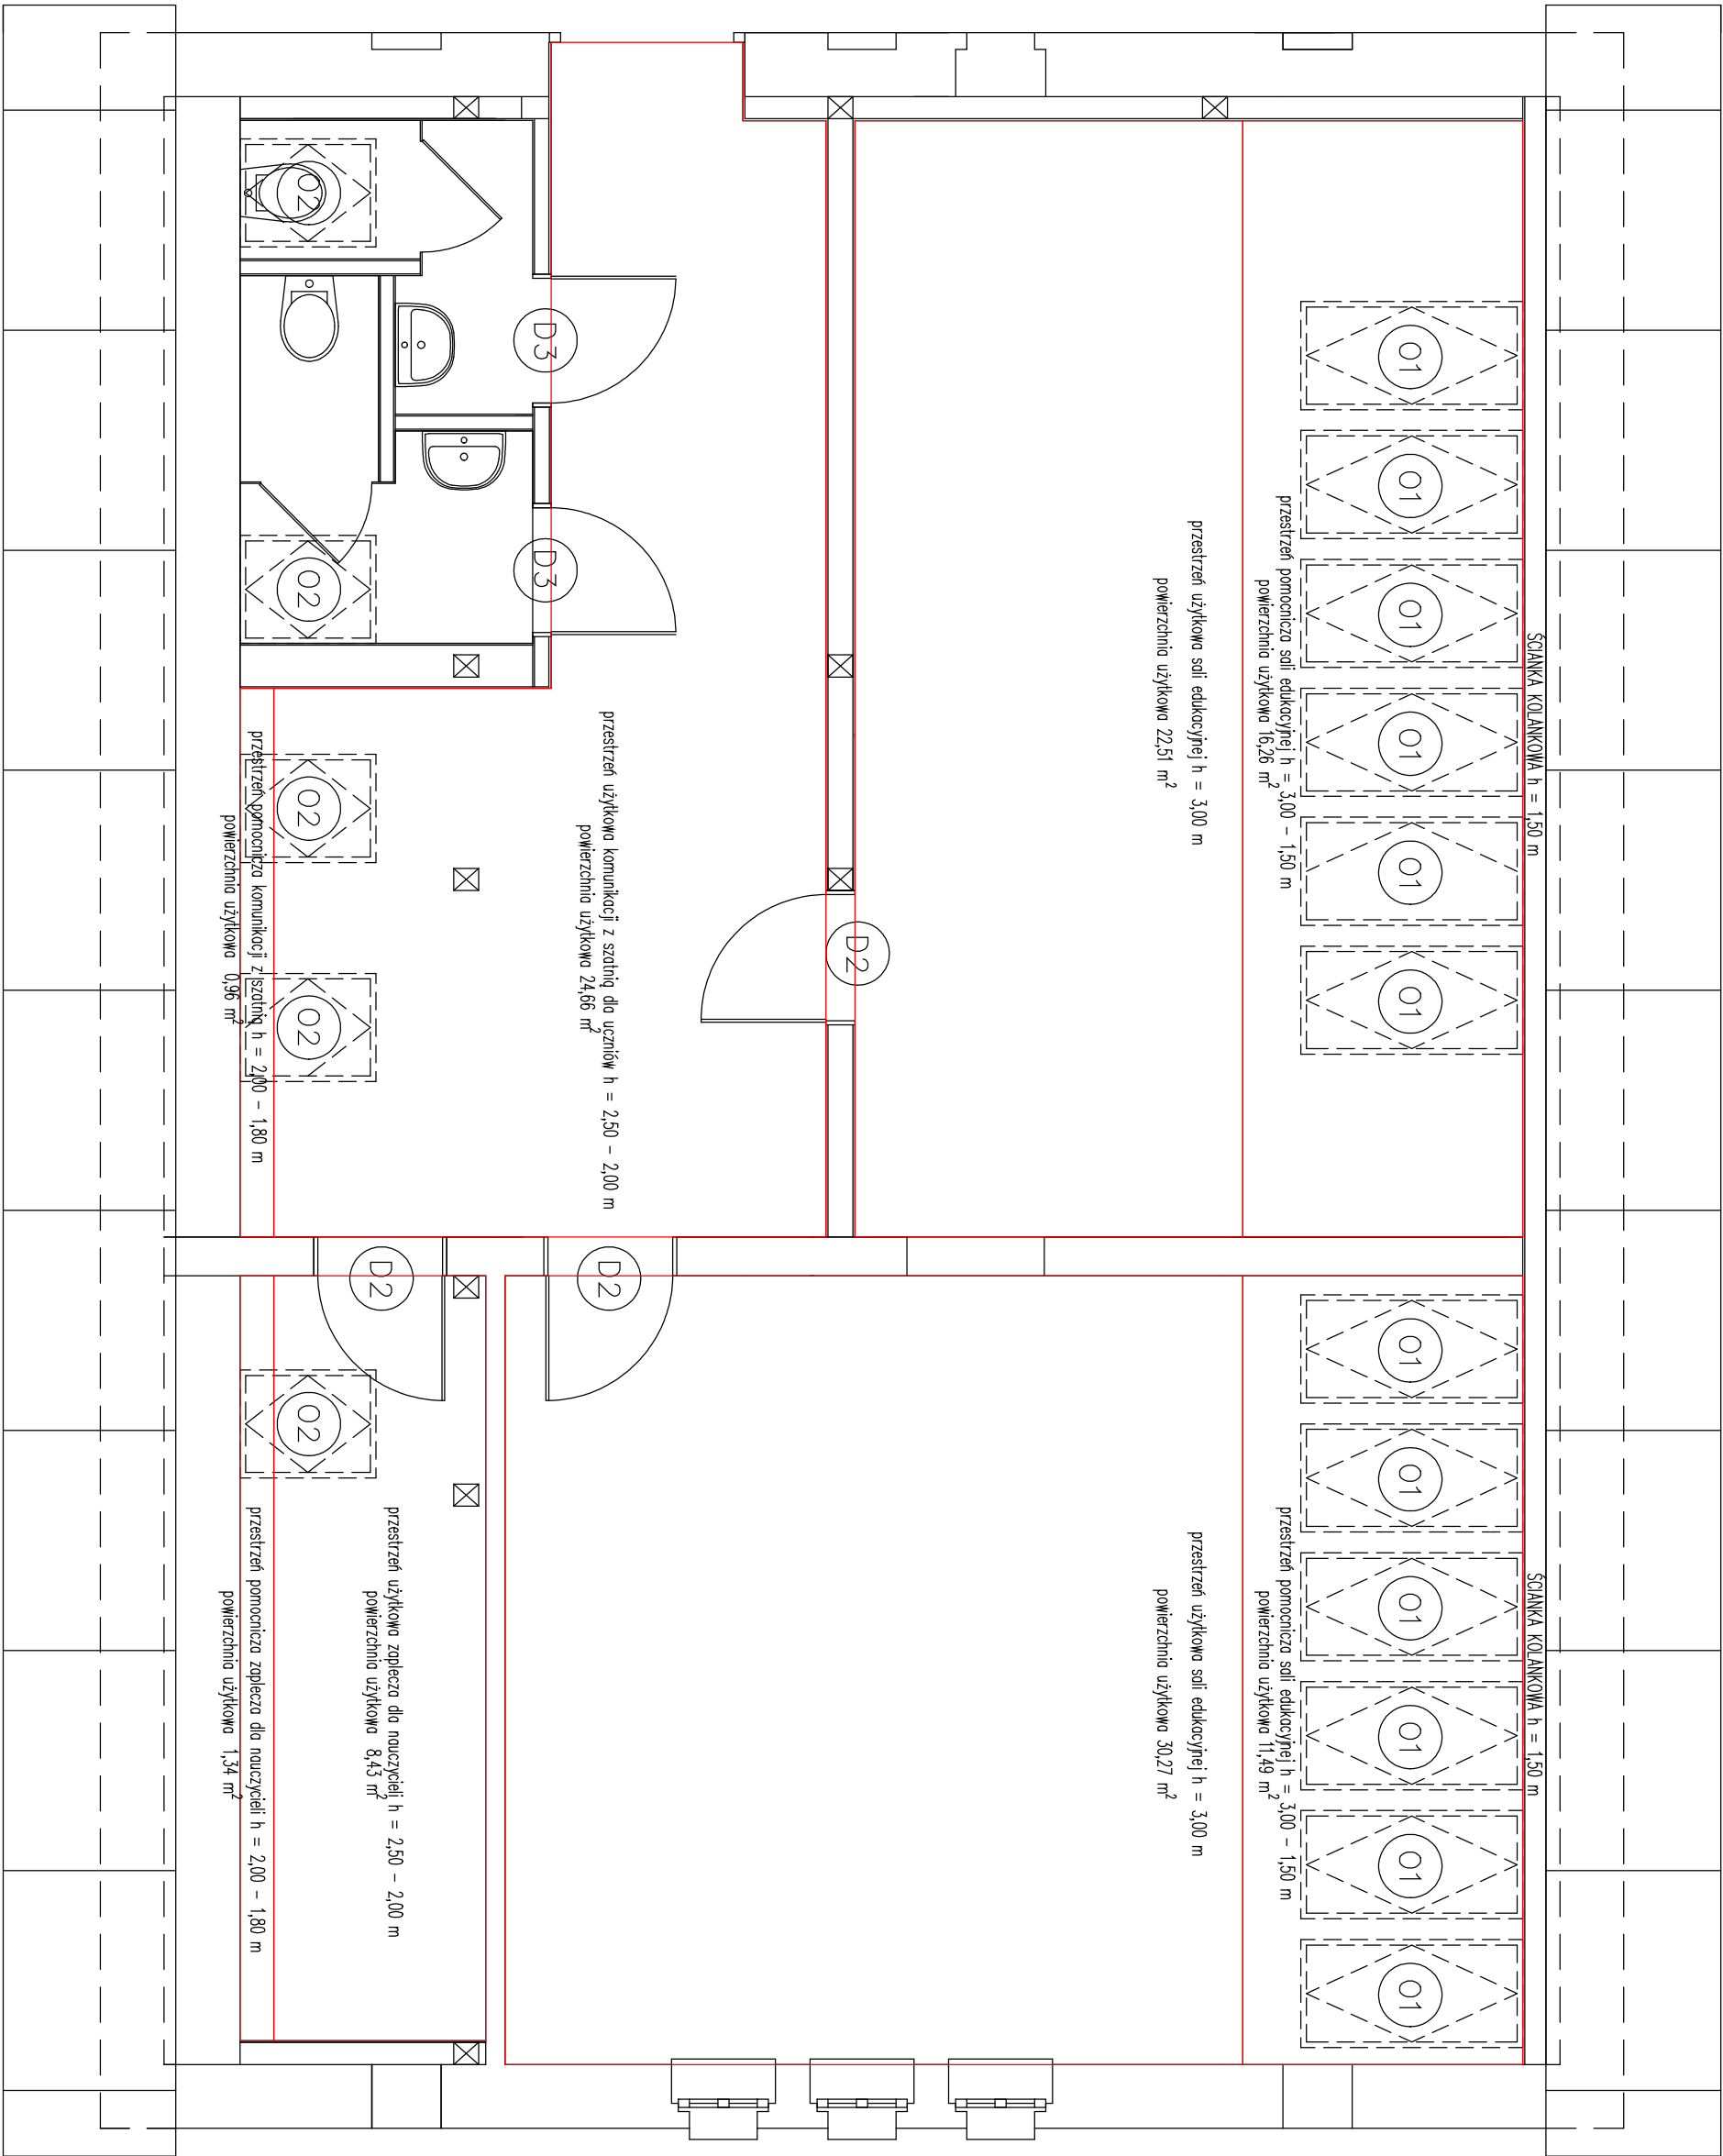 ŚCIANKA KOLANKOWA h = 1,50 m
ŚCIANKA KOLANKOWA h = 1,50 m
O1
O1
O1
O1
O1
O1
O1
O1
O1
O1
O1
O1
przestrzeń pomocnicza sali edukacyjnej h = 3,00 - 1,50 m
powierzchnia użytkowa 16,26 m²
przestrzeń pomocnicza sali edukacyjnej h = 3,00 - 1,50 m
powierzchnia użytkowa 11,49 m²
przestrzeń użytkowa sali edukacyjnej h = 3,00 m
powierzchnia użytkowa 22,51 m²
przestrzeń użytkowa sali edukacyjnej h = 3,00 m
powierzchnia użytkowa 30,27 m²
D2
przestrzeń użytkowa komunikacji z szatnią dla uczniów h = 2,50 - 2,00 m
powierzchnia użytkowa 24,66 m²
D2
D3
D3
D2
przestrzeń użytkowa zaplecza dla nauczycieli h = 2,50 - 2,00 m
powierzchnia użytkowa 8,43 m²
O2
O2
O2
O2
O2
przestrzeń pomocnicza komunikacji z szatnią h = 2,00 - 1,80 m
powierzchnia użytkowa 0,96 m²
przestrzeń pomocnicza zaplecza dla nauczycieli h = 2,00 - 1,80 m
powierzchnia użytkowa 1,34 m²